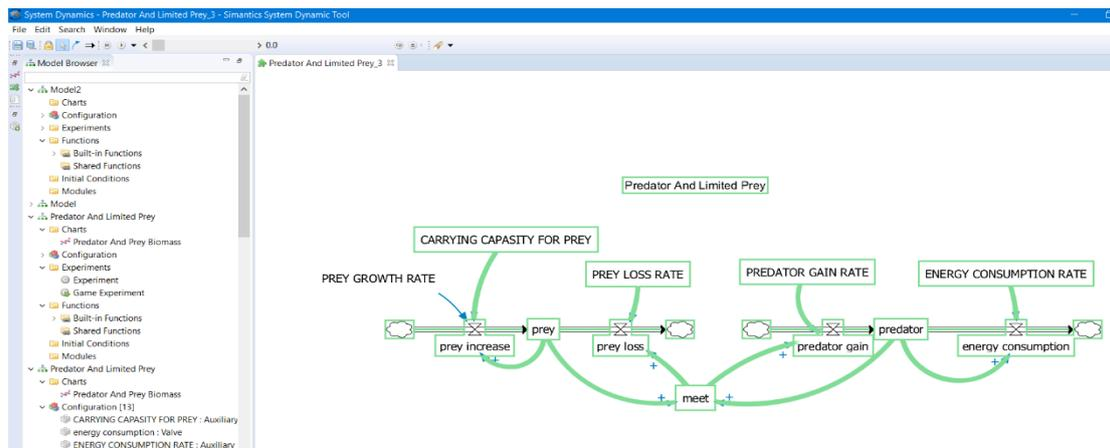 System Dynamics - Predator And Limited Prey_3 - Simantics System Dynamic Tool
File Edit Search Window Help
> 0.0
Model Browser
Predator And Limited Prey_3
Model2
Charts
Configuration
Experiments
Functions
Built-in Functions
Shared Functions
Initial Conditions
Modules
Model
Predator And Limited Prey
Charts
Predator And Prey Biomass
Configuration
Experiments
Experiment
Game Experiment
Functions
Built-in Functions
Shared Functions
Initial Conditions
Modules
Predator And Limited Prey
Charts
Predator And Prey Biomass
Configuration [13]
CARRYING CAPASITY FOR PREY : Auxiliary
energy consumption : Valve
ENERGY CONSUMPTION RATE : Auxiliary
Predator And Limited Prey
CARRYING CAPASITY FOR PREY
PREY GROWTH RATE
PREY LOSS RATE
PREDATOR GAIN RATE
ENERGY CONSUMPTION RATE
prey
predator
prey increase
prey loss
predator gain
energy consumption
meet